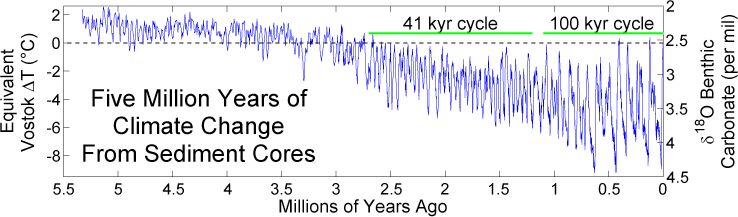 41 kyr cycle
100 kyr cycle
Five Million Years of
Climate Change
From Sediment Cores
Equivalent
Vostok ΔT (°C)
2
0
-2
-4
-6
-8
δ18O Benthic
Carbonate (per mil)
2
2.5
3
3.5
4
4.5
5.5
5
4.5
4
3.5
3
2.5
2
1.5
1
0.5
0
Millions of Years Ago